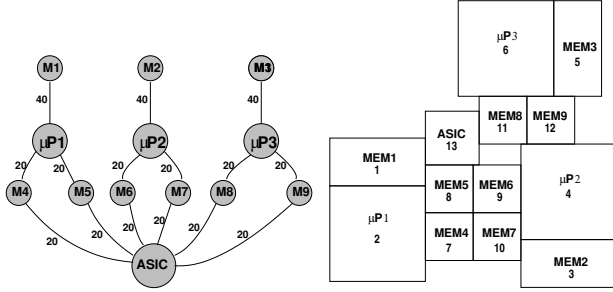 M1 M2 M3
40 40 40
μP1 μP2 μP3
20 20 20 20 20 20
M4 M5 M6 M7 M8 M9
20 20 20 20 20 20
ASIC
μP3
6
MEM3
5
MEM8
11
MEM9
12
ASIC
13
MEM1
1
MEM5
8
MEM6
9
μP2
4
μP1
2
MEM4
7
MEM7
10
MEM2
3